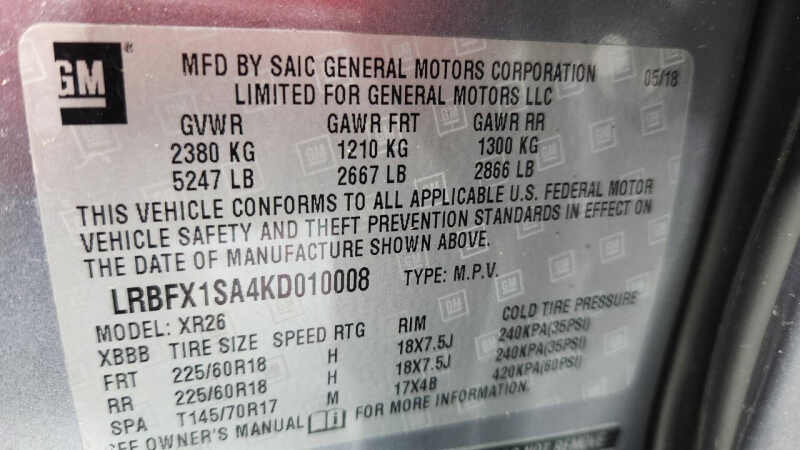 GM
MFD BY SAIC GENERAL MOTORS CORPORATION 05/18
LIMITED FOR GENERAL MOTORS LLC
GVWR GAWR FRT GAWR RR
2380 KG 1210 KG 1300 KG
5247 LB 2667 LB 2866 LB
THIS VEHICLE CONFORMS TO ALL APPLICABLE U.S. FEDERAL MOTOR
VEHICLE SAFETY AND THEFT PREVENTION STANDARDS IN EFFECT ON
THE DATE OF MANUFACTURE SHOWN ABOVE.
LRBFX1SA4KD010008 TYPE: M.P.V.
MODEL: XR26
XBBB TIRE SIZE SPEED RTG RIM COLD TIRE PRESSURE
FRT 225/60R18 H 18X7.5J 240KPA(35PSI)
RR 225/60R18 H 18X7.5J 240KPA(35PSI)
SPA T145/70R17 M 17X4B 420KPA(60PSI)
SEE OWNER'S MANUAL FOR MORE INFORMATION.
DO NOT REMOVE